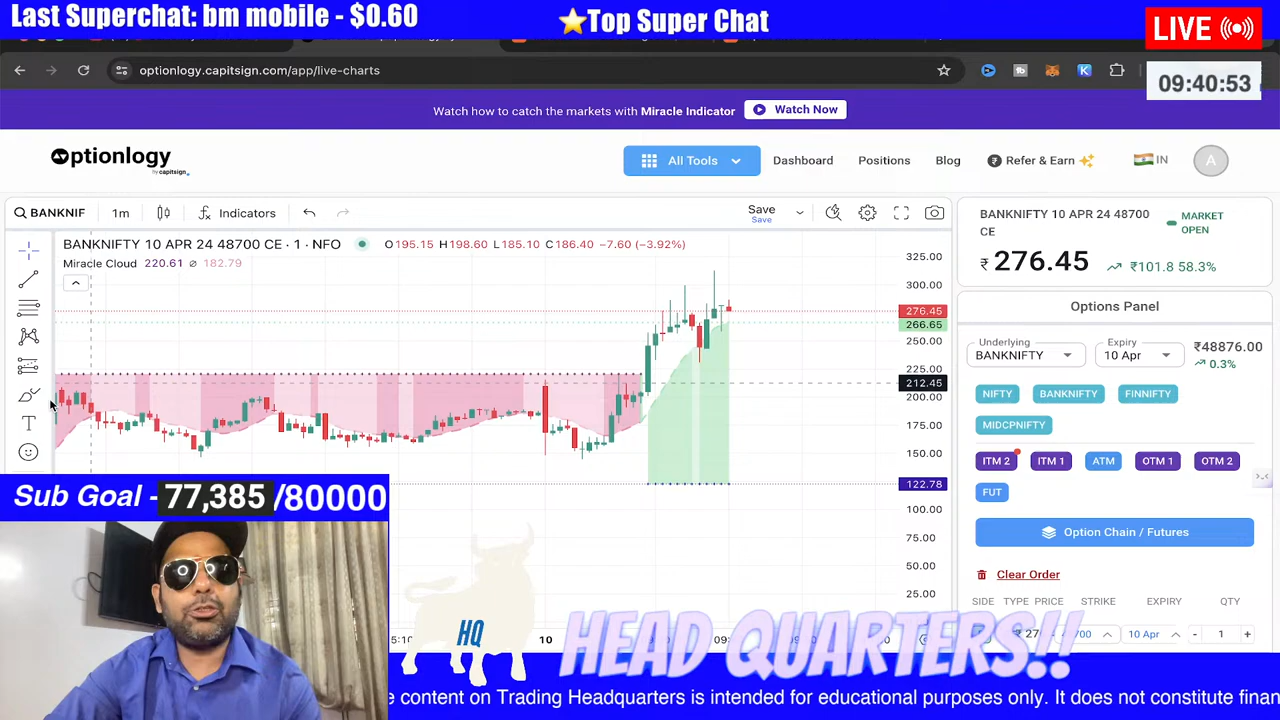 Last Superchat: bm mobile - $0.60
⭐Top Super Chat
LIVE
optionlogy.capitsign.com/app/live-charts
09:40:53
Watch how to catch the markets with Miracle Indicator
Watch Now
optionlogy
by capitsign
All Tools
Dashboard
Positions
Blog
Refer & Earn
IN
A
BANKNIF
1m
Indicators
Save
Save
BANKNIFTY 10 APR 24 48700 CE · 1 · NFO
O195.15 H198.60 L185.10 C186.40 −7.60 (−3.92%)
Miracle Cloud 220.61 ⌀ 182.79
325.00
300.00
276.45
266.65
250.00
225.00
212.45
200.00
175.00
150.00
122.78
100.00
75.00
50.00
25.00
10
BANKNIFTY 10 APR 24 48700
CE
MARKET
OPEN
₹ 276.45
₹101.8 58.3%
Options Panel
Underlying
BANKNIFTY
Expiry
10 Apr
₹48876.00
0.3%
NIFTY
BANKNIFTY
FINNIFTY
MIDCPNIFTY
ITM 2
ITM 1
ATM
OTM 1
OTM 2
FUT
Option Chain / Futures
Clear Order
SIDE TYPE PRICE STRIKE EXPIRY QTY
10 Apr
- 1 +
Sub Goal - 77,385 /80000
HQ
HEAD QUARTERS!!
content on Trading Headquarters is intended for educational purposes only. It does not constitute